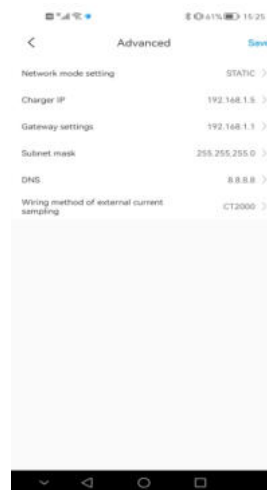 61% 15:25
Advanced Save
Network mode setting STATIC
Charger IP 192.168.1.5
Gateway settings 192.168.1.1
Subnet mask 255.255.255.0
DNS 8.8.8.8
Wiring method of external current
sampling CT2000